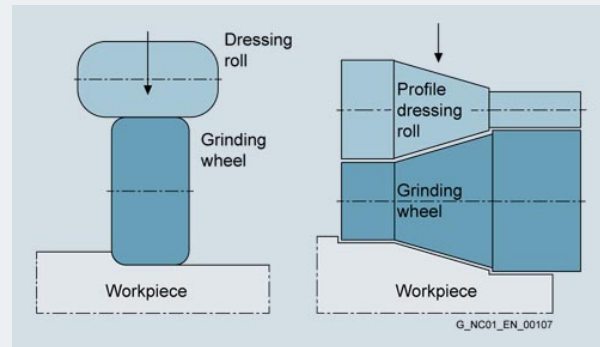 Dressing
roll
Grinding
wheel
Workpiece
Profile
dressing
roll
Grinding
wheel
Workpiece
G_NC01_EN_00107